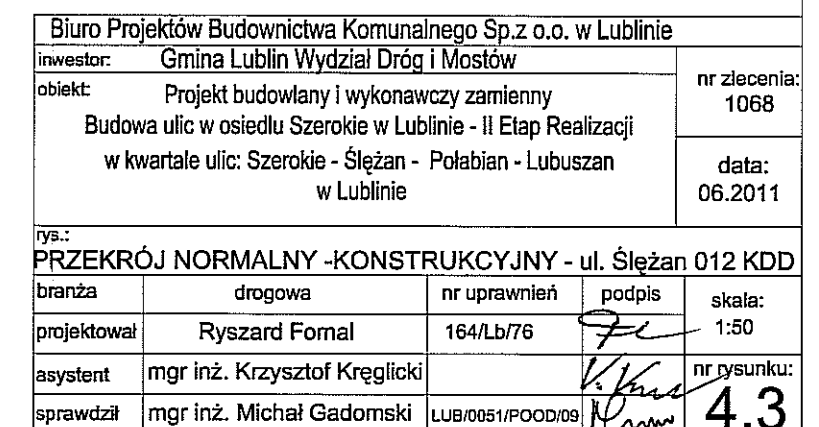 Biuro Projektów Budownictwa Komunalnego Sp.z o.o. w Lublinie
inwestor: Gmina Lublin Wydział Dróg i Mostów
nr zlecenia:
1068
obiekt: Projekt budowlany i wykonawczy zamienny
Budowa ulic w osiedlu Szerokie w Lublinie - II Etap Realizacji
w kwartale ulic: Szerokie - Ślężan - Połabian - Lubuszan
w Lublinie
data:
06.2011
rys.:
PRZEKRÓJ NORMALNY -KONSTRUKCYJNY - ul. Ślężan 012 KDD
branża drogowa nr uprawnień podpis skala:
projektował Ryszard Fornal 164/Lb/76 1:50
asystent mgr inż. Krzysztof Kręglicki nr rysunku:
sprawdził mgr inż. Michał Gadomski LUB/0051/POOD/09 4.3